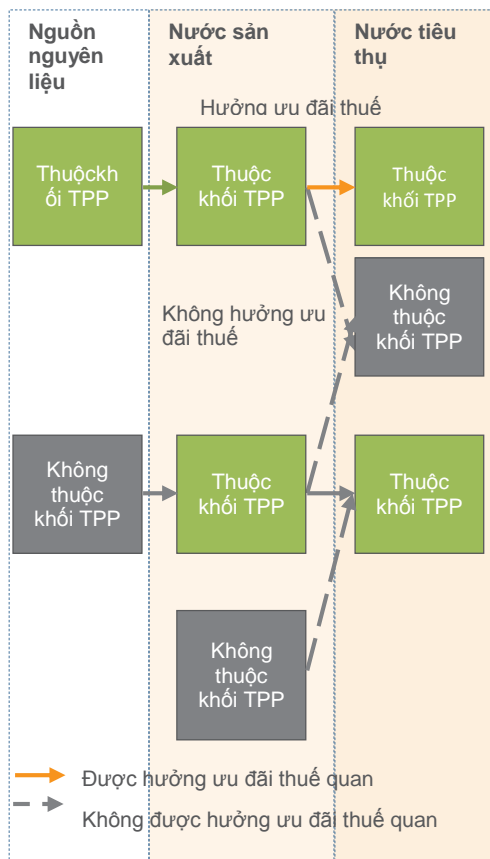 Nguồn
nguyên
liệu
Nước sản
xuất
Nước tiêu
thụ
Hưởng ưu đãi thuế
Thuộckh
ối TPP
Thuộc
khối TPP
Thuộc
khối TPP
Không
thuộc
khối TPP
Không hưởng ưu
đãi thuế
Không
thuộc
khối TPP
Thuộc
khối TPP
Thuộc
khối TPP
Không
thuộc
khối TPP
Được hưởng ưu đãi thuế quan
Không được hưởng ưu đãi thuế quan